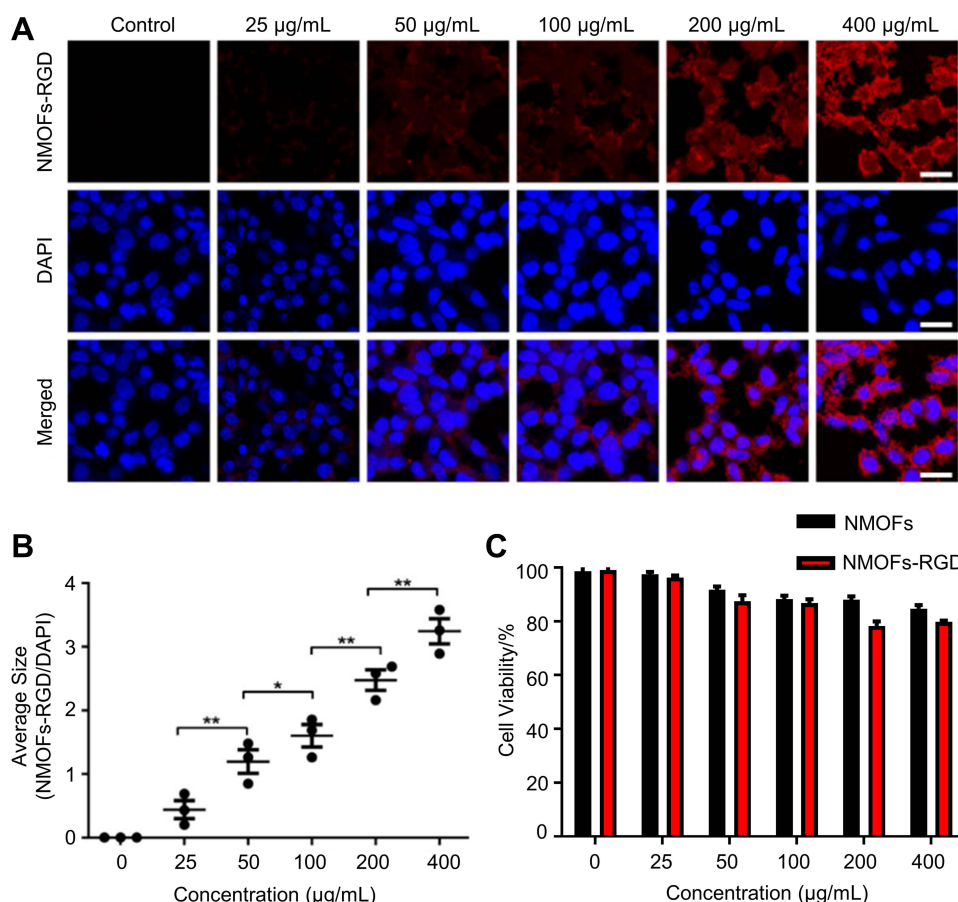 A
Control 25 µg/mL 50 µg/mL 100 µg/mL 200 µg/mL 400 µg/mL
NMOFs-RGD
DAPI
Merged
B
Average Size
(NMOFs-RGD/DAPI)
4
3
2
1
0
** * ** **
0 25 50 100 200 400
Concentration (µg/mL)
C
NMOFs
NMOFs-RGD
Cell Viability/%
100
80
60
40
20
0
0 25 50 100 200 400
Concentration (µg/mL)